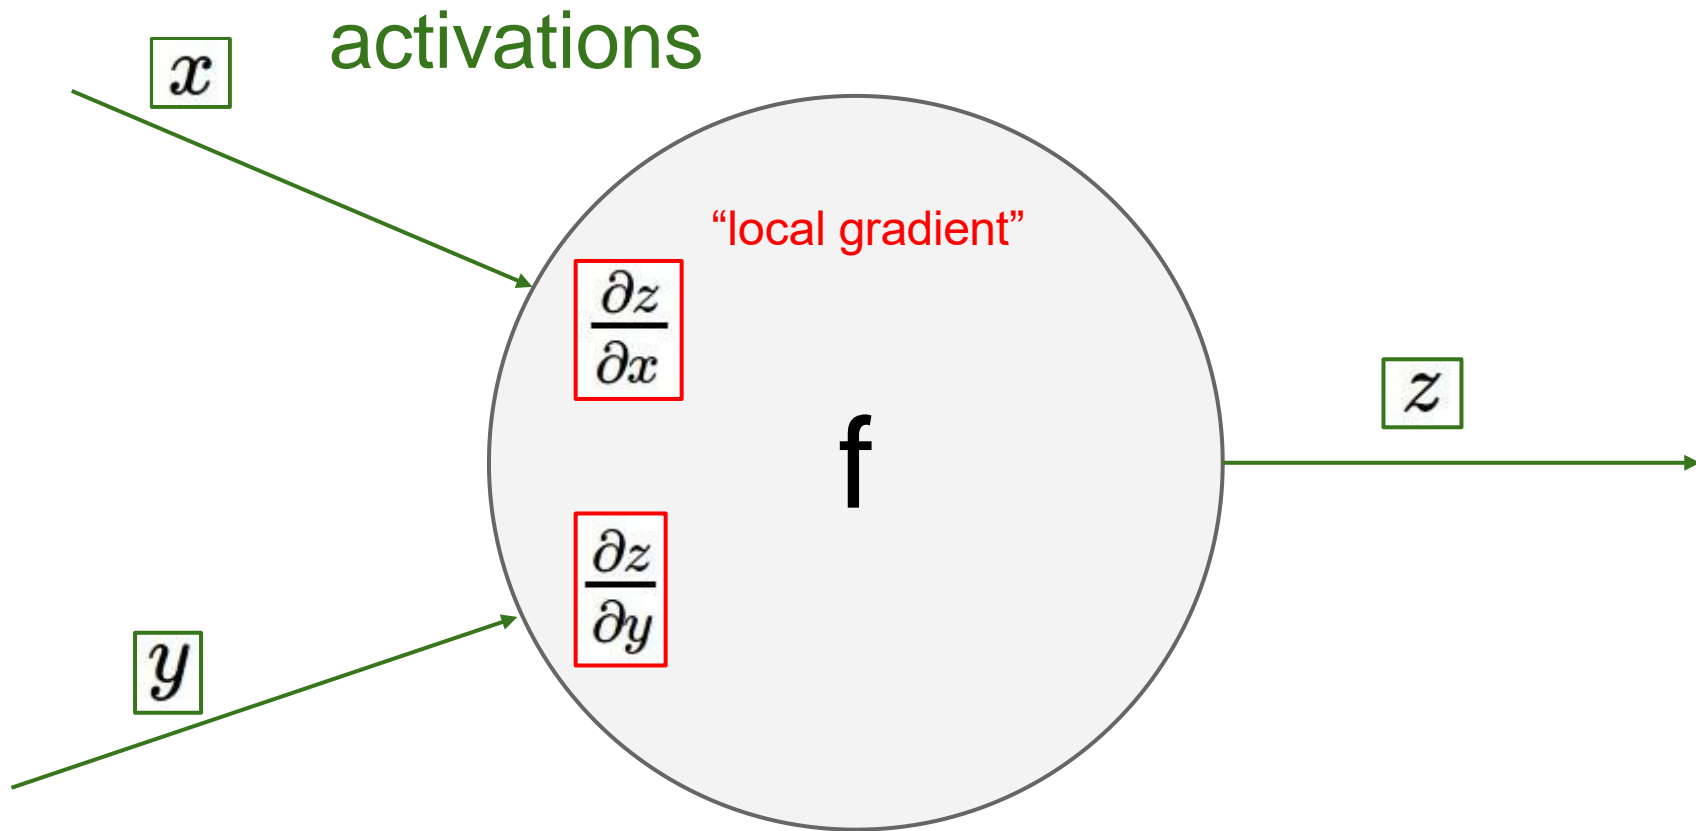 activations
x
“local gradient”
∂z
∂x
z
f
∂z
∂y
y